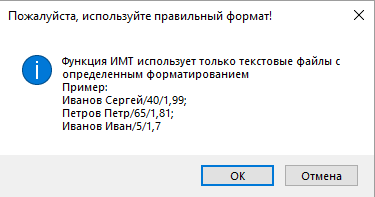 Пожалуйста, используйте правильный формат!
Функция ИМТ использует только текстовые файлы с
определенным форматированием
Пример:
Иванов Сергей/40/1,99;
Петров Петр/65/1,81;
Иванов Иван/5/1,7
ОК
Отмена